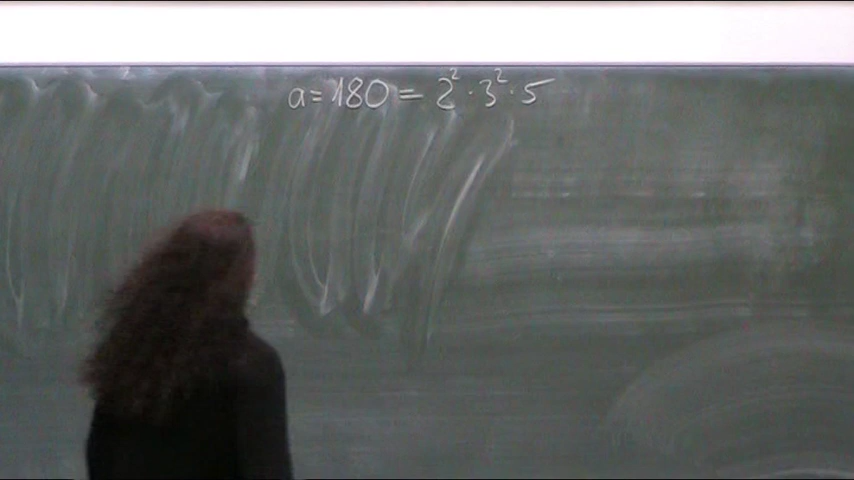 a = 180 = 2² · 3² · 5